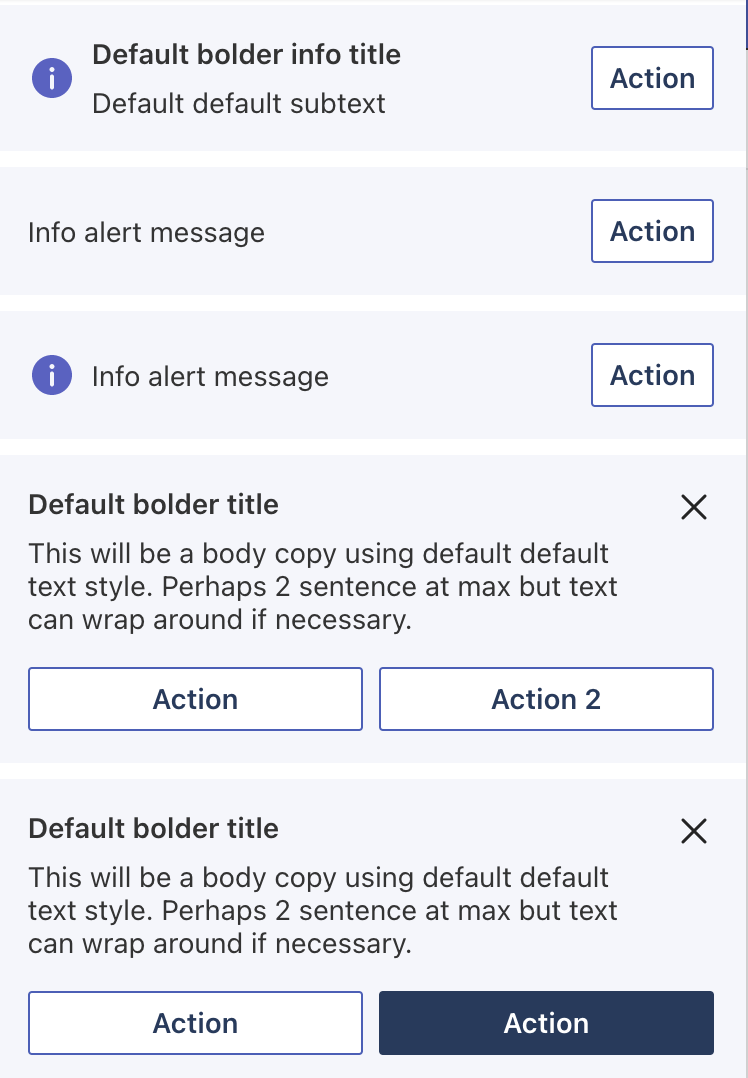 Default bolder info title
Default default subtext
Action
Info alert message
Action
Info alert message
Action
Default bolder title
This will be a body copy using default default
text style. Perhaps 2 sentence at max but text
can wrap around if necessary.
Action
Action 2
Default bolder title
This will be a body copy using default default
text style. Perhaps 2 sentence at max but text
can wrap around if necessary.
Action
Action